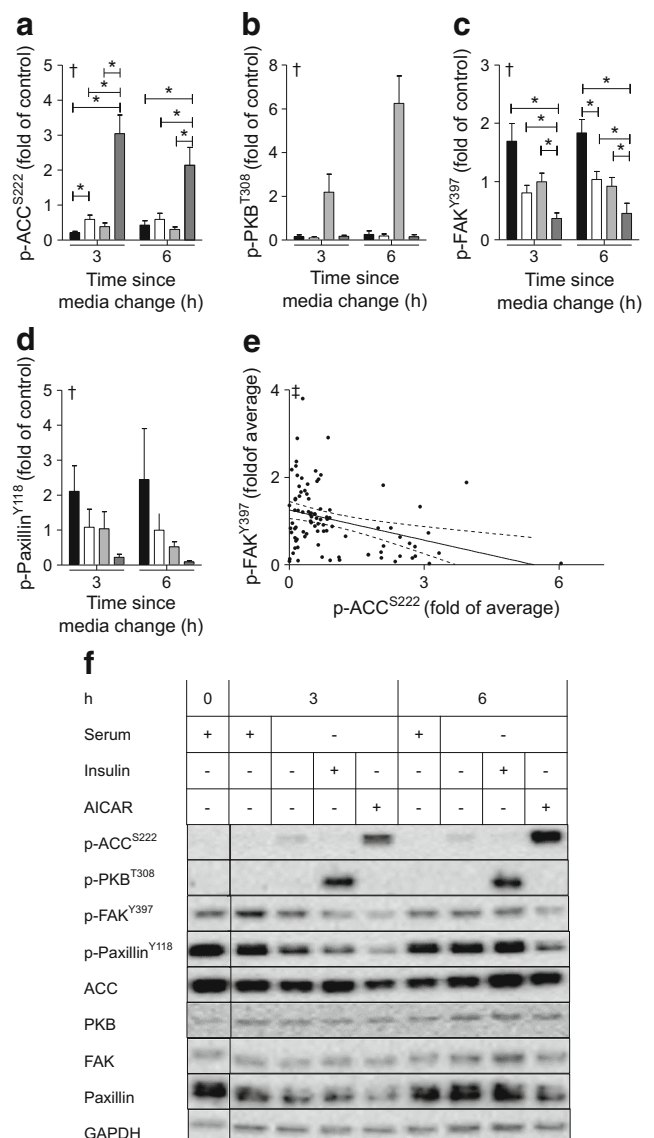 a
b
c
p-ACC^S222 (fold of control)
5
4
3
2
1
0
†
*
*
*
*
*
*
*
3
6
Time since
media change (h)
p-PKB^T308 (fold of control)
8
6
4
2
0
†
3
6
Time since
media change (h)
p-FAK^Y397 (fold of control)
3
2
1
0
†
*
*
*
*
*
*
*
3
6
Time since
media change (h)
d
e
p-Paxillin^Y118 (fold of control)
5
4
3
2
1
0
†
3
6
Time since
media change (h)
p-FAK^Y397 (foldof average)
4
2
0
‡
0
3
6
p-ACC^S222 (fold of average)
f
h 0 3 6
Serum + + - + -
Insulin - - - + - - - + -
AICAR - - - - + - - - +
p-ACC^S222
p-PKB^T308
p-FAK^Y397
p-Paxillin^Y118
ACC
PKB
FAK
Paxillin
GAPDH